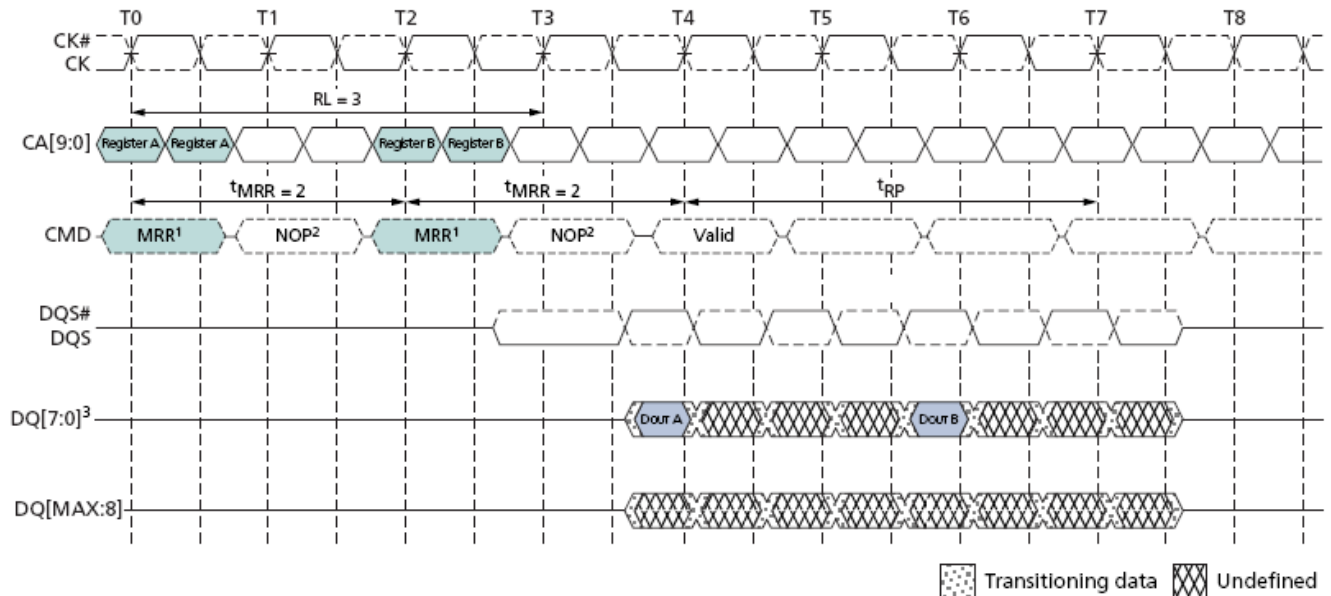 T0 T1 T2 T3 T4 T5 T6 T7 T8
CK#
CK
RL = 3
CA[9:0] Register A Register A Register B Register B
tMRR = 2 tMRR = 2 tRP
CMD MRR¹ NOP² MRR¹ NOP² Valid
DQS#
DQS
DQ[7:0]³ DOUT A DOUT B
DQ[MAX:8]
Transitioning data Undefined